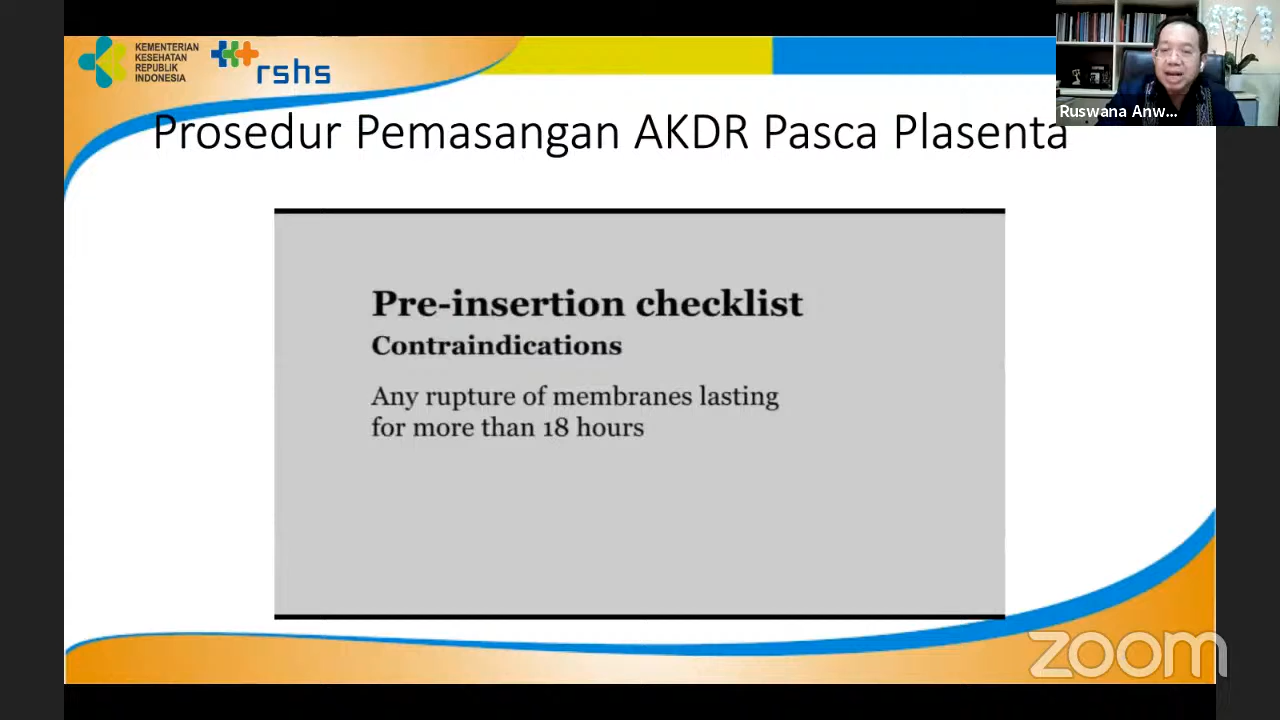 KEMENTERIAN
KESEHATAN
REPUBLIK
INDONESIA
rshs
Ruswana Anw...
Prosedur Pemasangan AKDR Pasca Plasenta
Pre-insertion checklist
Contraindications
Any rupture of membranes lasting
for more than 18 hours
zoom